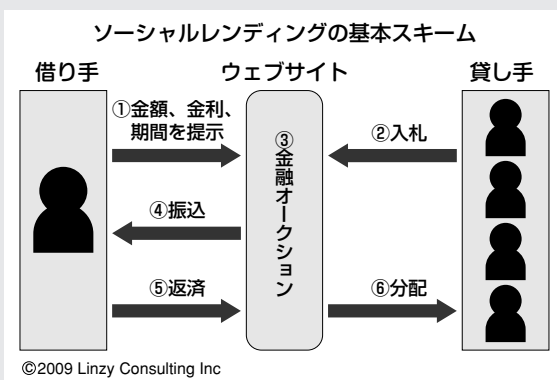 ソーシャルレンディングの基本スキーム
借り手
ウェブサイト
貸し手
①金額、金利、
期間を提示
②入札
③金融オークション
④振込
⑤返済
⑥分配
©2009 Linzy Consulting Inc